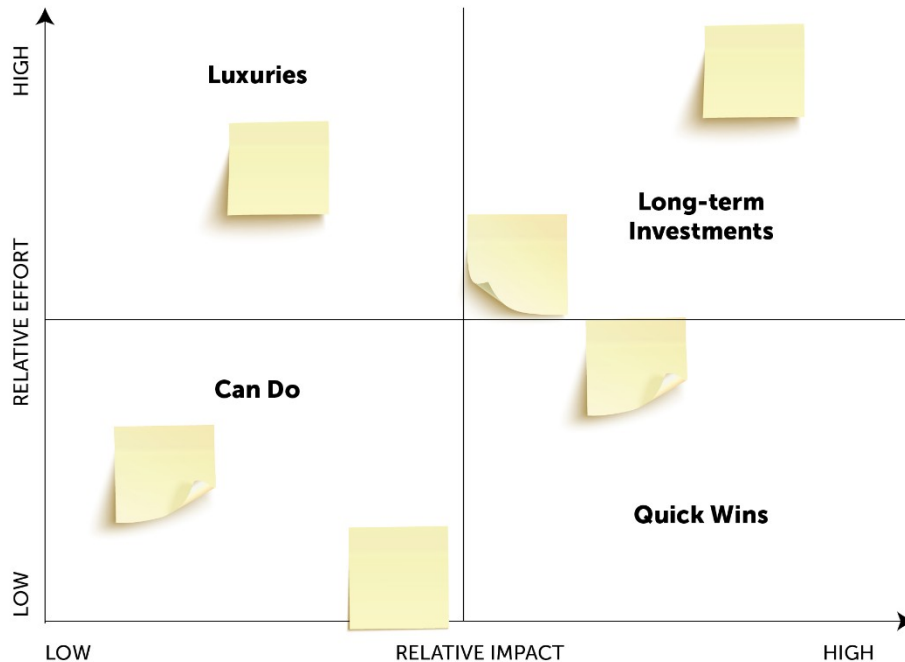 HIGH
Luxuries
Long-term
Investments
RELATIVE EFFORT
Can Do
Quick Wins
LOW
LOW
RELATIVE IMPACT
HIGH